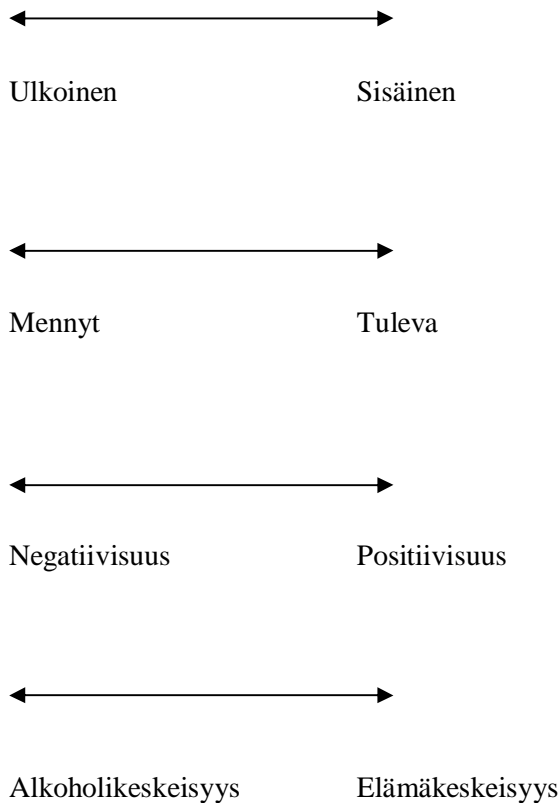 Ulkoinen Sisäinen
Mennyt Tuleva
Negatiivisuus Positiivisuus
Alkoholikeskeisyys Elämäkeskeisyys